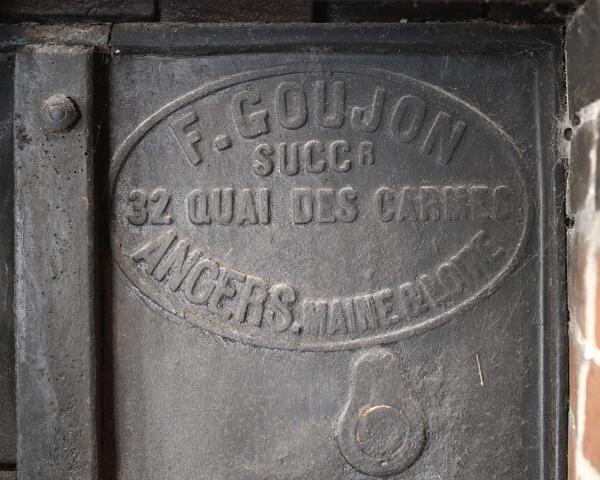 F. GOUJON
SUCCR
32 QUAI DES CARMES
ANGERS. MAINE & LOIRE